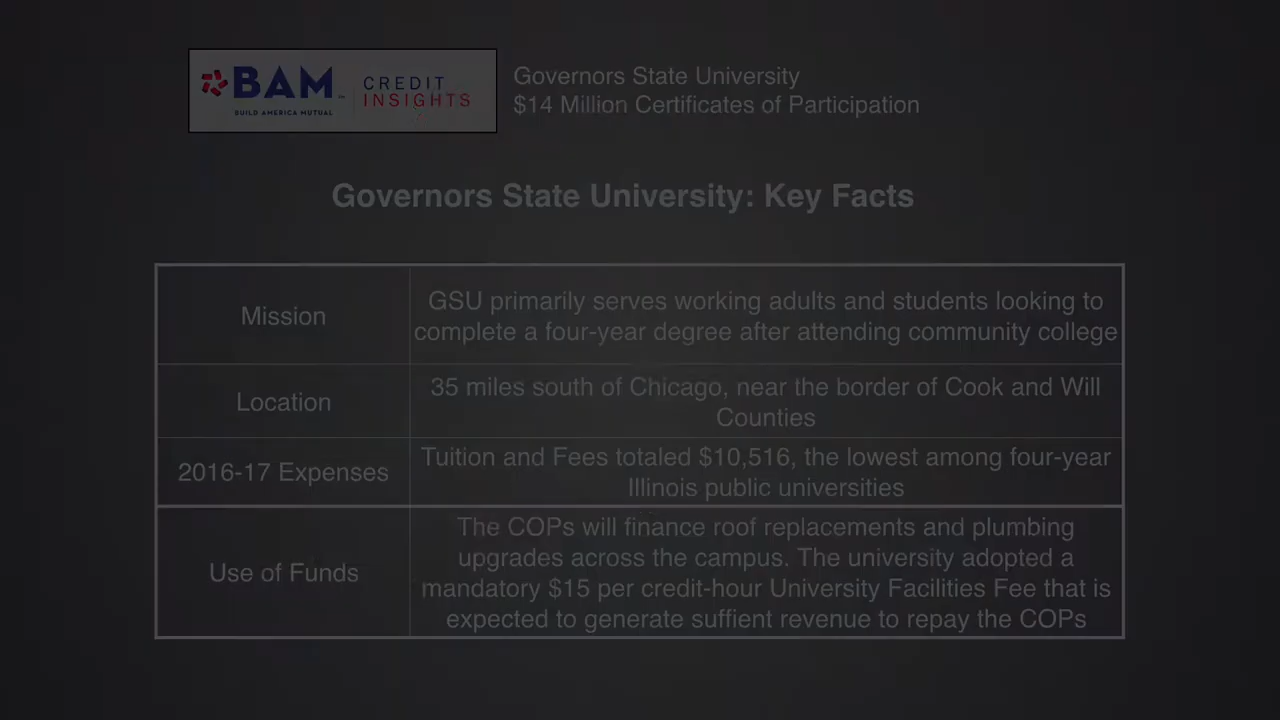 BAM
BUILD AMERICA MUTUAL
CREDIT
INSIGHTS
Governors State University
$14 Million Certificates of Participation
Governors State University: Key Facts
Mission
GSU primarily serves working adults and students looking to
complete a four-year degree after attending community college
Location
35 miles south of Chicago, near the border of Cook and Will
Counties
2016-17 Expenses
Tuition and Fees totaled $10,516, the lowest among four-year
Illinois public universities
Use of Funds
The COPs will finance roof replacements and plumbing
upgrades across the campus. The university adopted a
mandatory $15 per credit-hour University Facilities Fee that is
expected to generate suffient revenue to repay the COPs